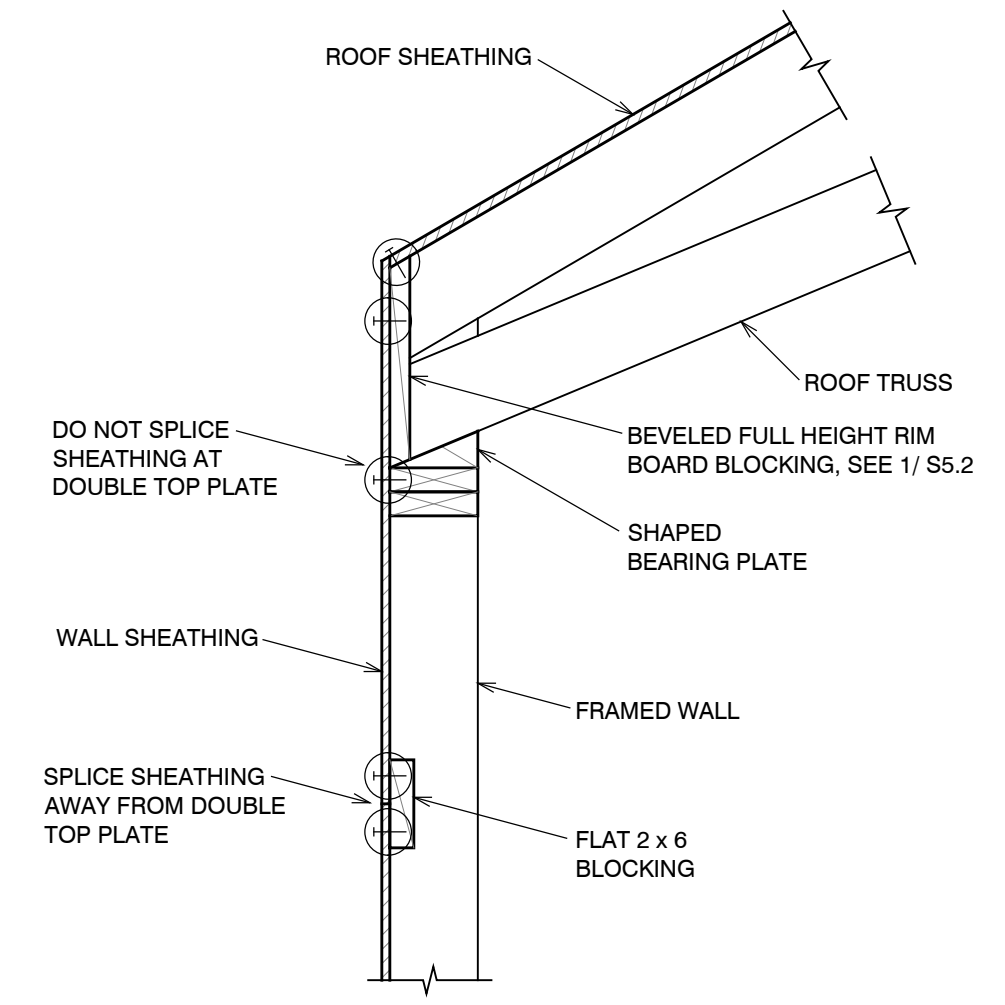 ROOF SHEATHING
ROOF TRUSS
DO NOT SPLICE
SHEATHING AT
DOUBLE TOP PLATE
BEVELED FULL HEIGHT RIM
BOARD BLOCKING, SEE 1/ S5.2
SHAPED
BEARING PLATE
WALL SHEATHING
FRAMED WALL
SPLICE SHEATHING
AWAY FROM DOUBLE
TOP PLATE
FLAT 2 x 6
BLOCKING